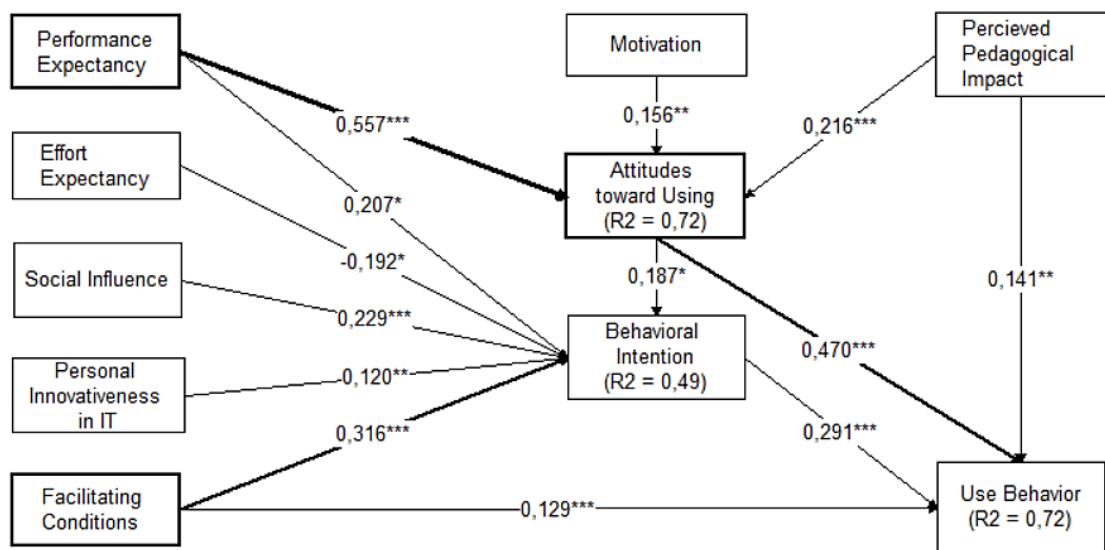 Performance
Expectancy
Motivation
Percieved
Pedagogical
Impact
0,557***
0,156**
0,216***
Effort
Expectancy
Attitudes
toward Using
(R2 = 0,72)
0,207*
-0,192*
0,187*
0,141**
Social Influence
0,229***
Behavioral
Intention
(R2 = 0,49)
0,470***
Personal
Innovativeness
in IT
0,120**
0,316***
0,291***
Facilitating
Conditions
0,129***
Use Behavior
(R2 = 0,72)